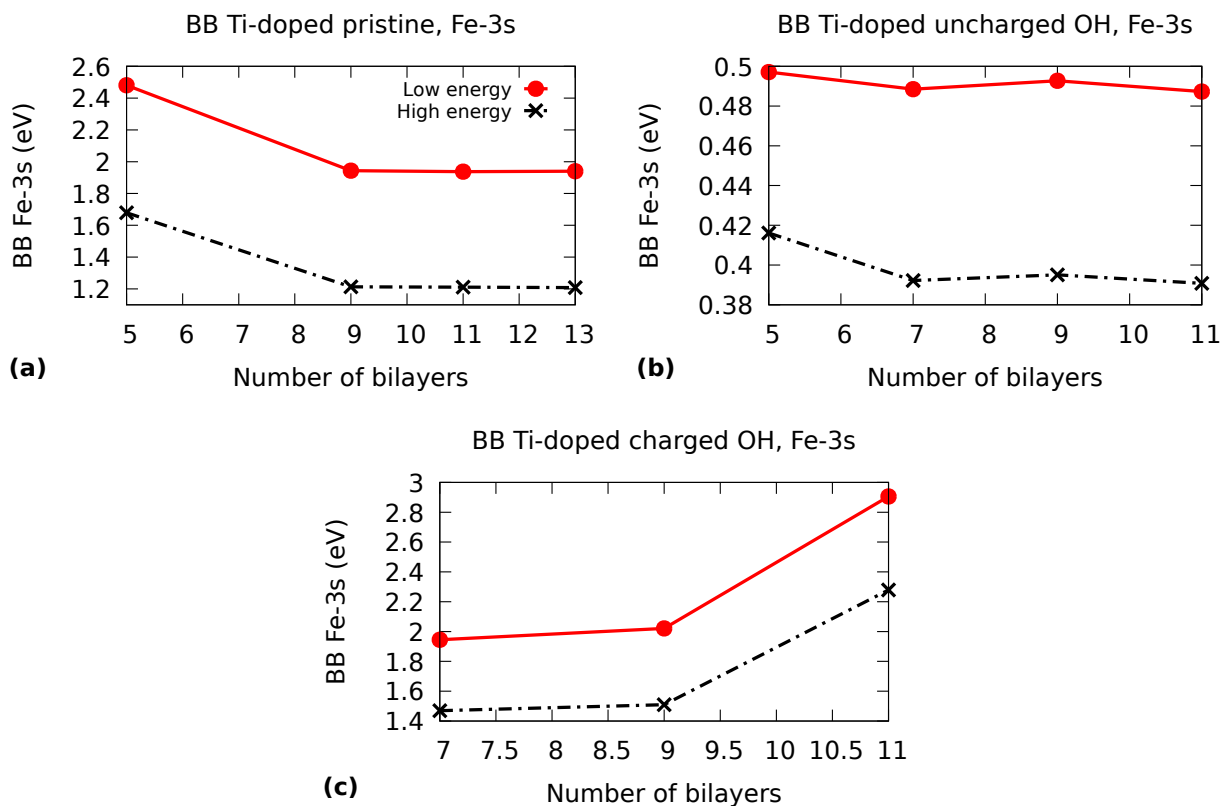 BB Ti-doped pristine, Fe-3s
BB Fe-3s (eV)
2.6
2.4
2.2
2
1.8
1.6
1.4
1.2
Low energy
High energy
5 6 7 8 9 10 11 12 13
Number of bilayers
(a)
BB Ti-doped uncharged OH, Fe-3s
BB Fe-3s (eV)
0.5
0.48
0.46
0.44
0.42
0.4
0.38
5 6 7 8 9 10 11
Number of bilayers
(b)
BB Ti-doped charged OH, Fe-3s
BB Fe-3s (eV)
3
2.8
2.6
2.4
2.2
2
1.8
1.6
1.4
7 7.5 8 8.5 9 9.5 10 10.5 11
Number of bilayers
(c)